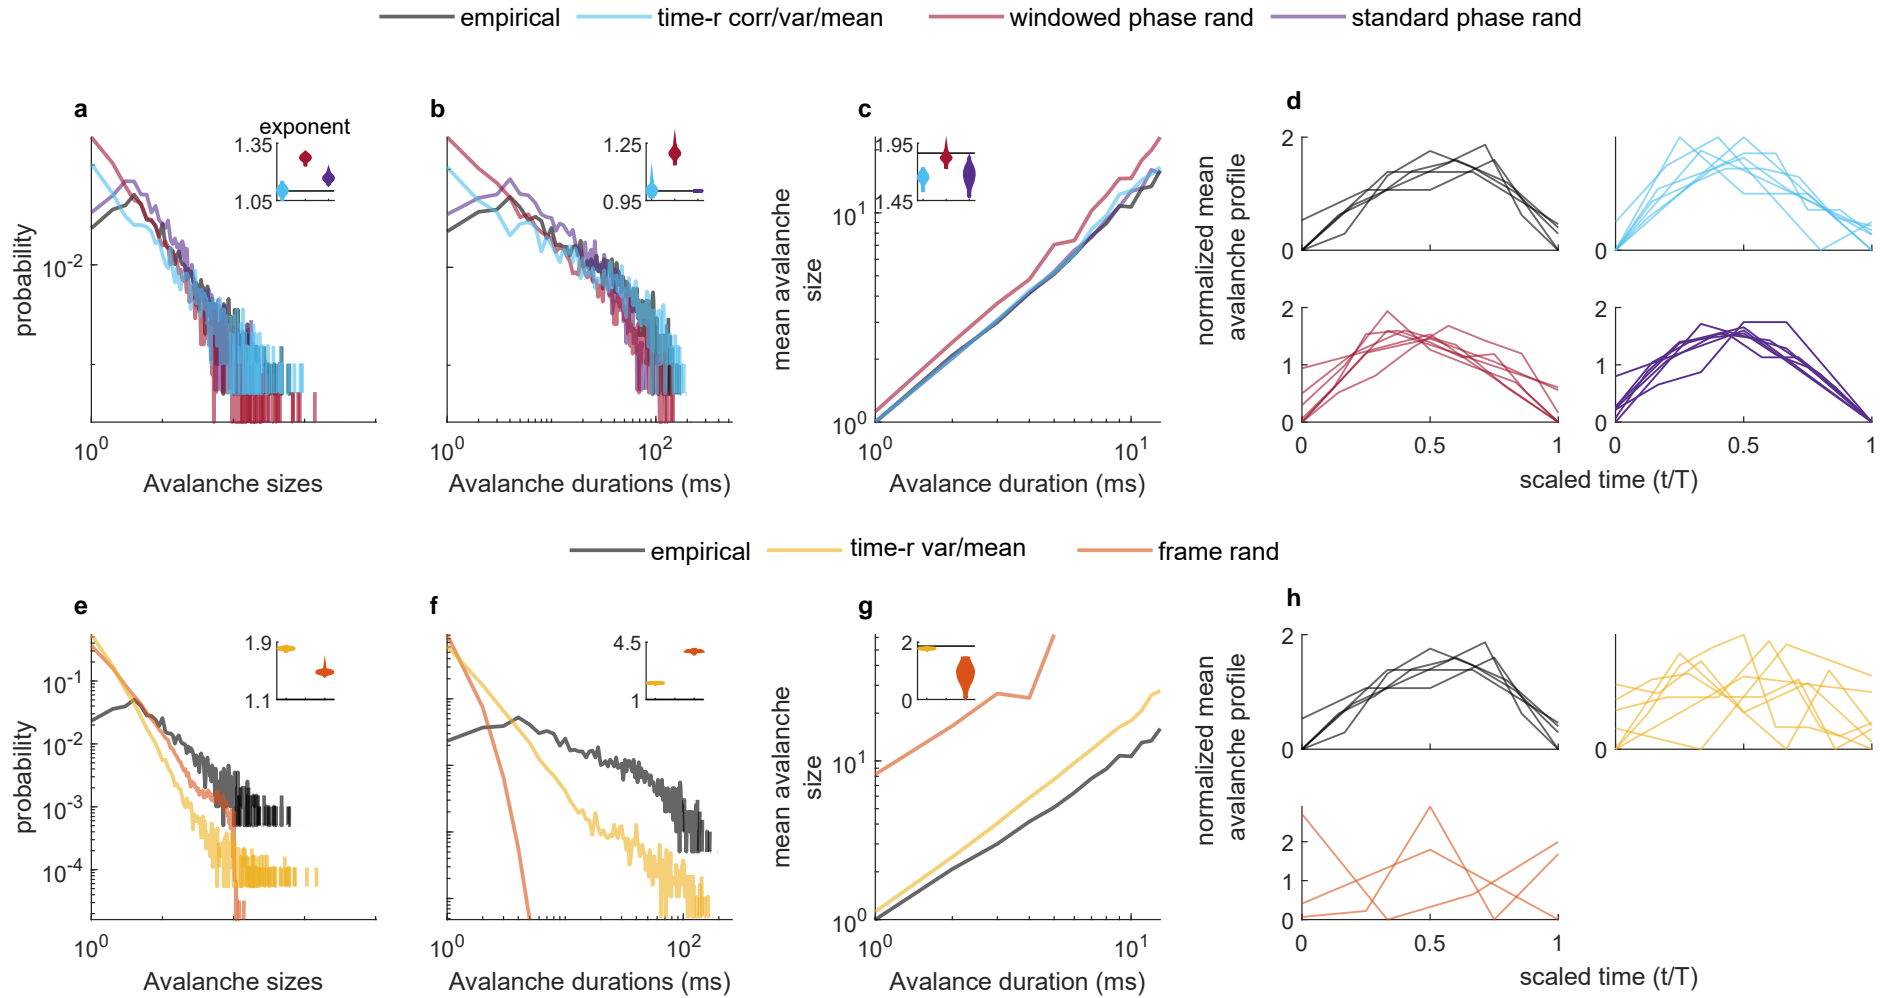 empirical time-r corr/var/mean windowed phase rand standard phase rand
a b c d
exponent
1.35
1.05
10^-2
probability
10^0
Avalanche sizes
1.25
0.95
10^0 10^2
Avalanche durations (ms)
1.95
1.45
10^1
10^0
mean avalanche
size
10^0 10^1
Avalance duration (ms)
normalized mean
avalanche profile
2
0
0
2
1
0
0 0.5 1
2
1
0
0 0.5 1
scaled time (t/T)
empirical time-r var/mean frame rand
e f g h
1.9
1.1
10^-1
10^-2
10^-3
10^-4
probability
10^0
Avalanche sizes
4.5
1
10^0 10^2
Avalanche durations (ms)
2
0
10^1
10^0
mean avalanche
size
10^0 10^1
Avalance duration (ms)
normalized mean
avalanche profile
2
0
0
2
1
0
0 0.5 1
scaled time (t/T)